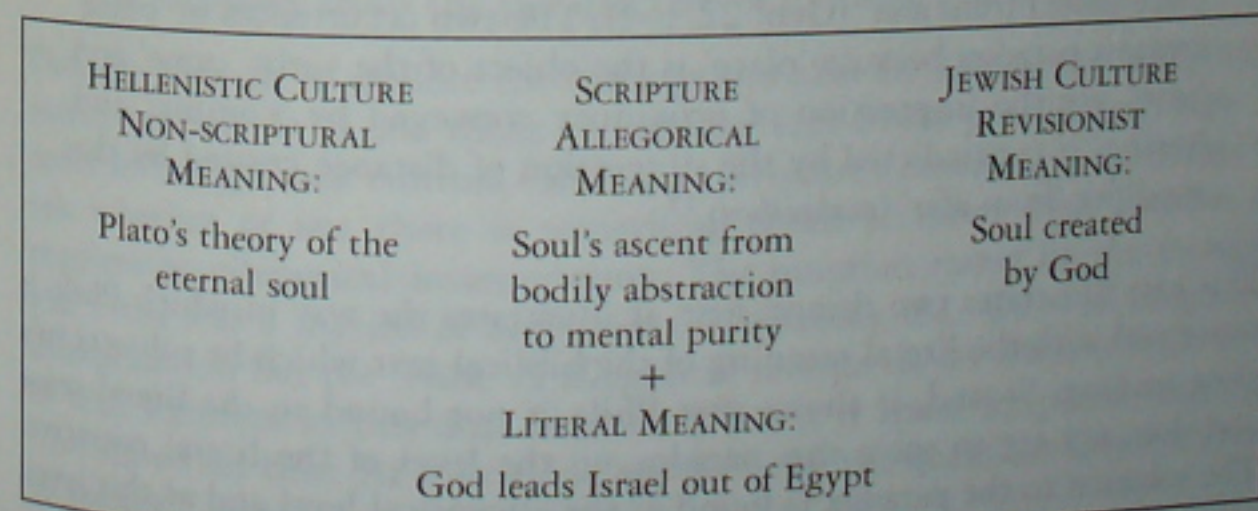 HELLENISTIC CULTURE
NON-SCRIPTURAL
MEANING:
Plato's theory of the
eternal soul
SCRIPTURE
ALLEGORICAL
MEANING:
Soul's ascent from
bodily abstraction
to mental purity
+
LITERAL MEANING:
God leads Israel out of Egypt
JEWISH CULTURE
REVISIONIST
MEANING:
Soul created
by God